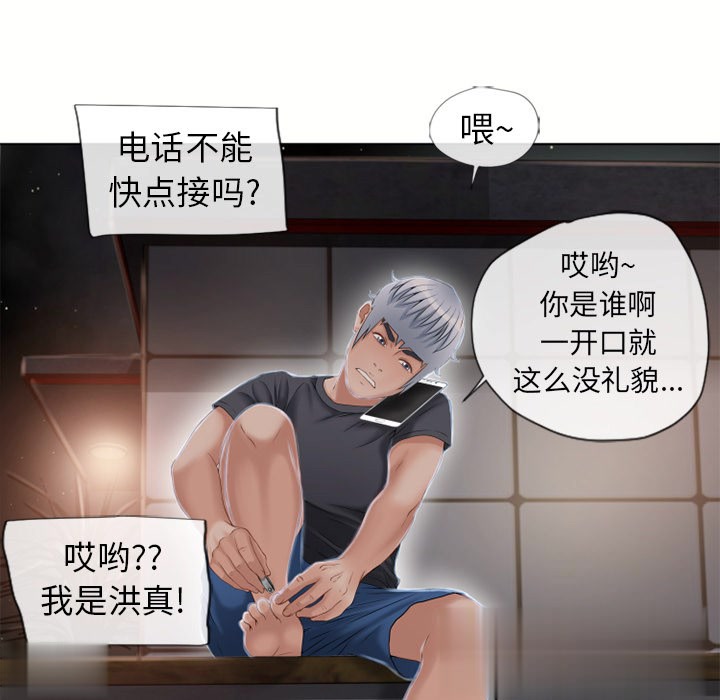 喂~
电话不能
快点接吗?
哎哟~
你是谁啊
一开口就
这么没礼貌...
哎哟??
我是洪真!